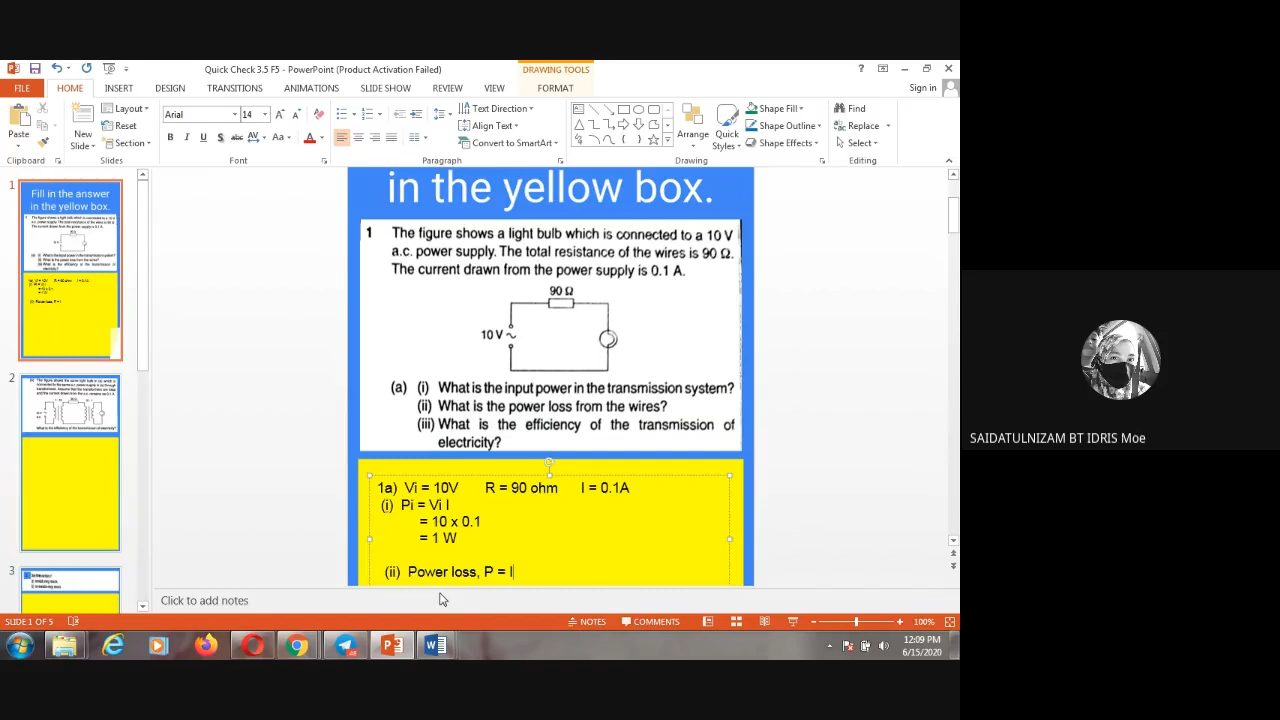 Quick Check 3.5 F5 - PowerPoint (Product Activation Failed)
DRAWING TOOLS
Sign in
FILE HOME INSERT DESIGN TRANSITIONS ANIMATIONS SLIDE SHOW REVIEW VIEW FORMAT
Paste
New Slide
Layout
Reset
Section
Arial
14
Text Direction
Align Text
Convert to SmartArt
Arrange
Quick Styles
Shape Fill
Shape Outline
Shape Effects
Find
Replace
Select
Clipboard Slides Font Paragraph Drawing Editing
1
Fill in the answer
in the yellow box.
2
3
in the yellow box.
1 The figure shows a light bulb which is connected to a 10 V
a.c. power supply. The total resistance of the wires is 90 Ω.
The current drawn from the power supply is 0.1 A.
90 Ω
10 V ~
(a) (i) What is the input power in the transmission system?
(ii) What is the power loss from the wires?
(iii) What is the efficiency of the transmission of
electricity?
1a) Vi = 10V R = 90 ohm I = 0.1A
(i) Pi = Vi I
= 10 x 0.1
= 1 W
(ii) Power loss, P = I
Click to add notes
SLIDE 1 OF 5
NOTES
COMMENTS
100%
12:09 PM
6/15/2020
SAIDATULNIZAM BT IDRIS Moe